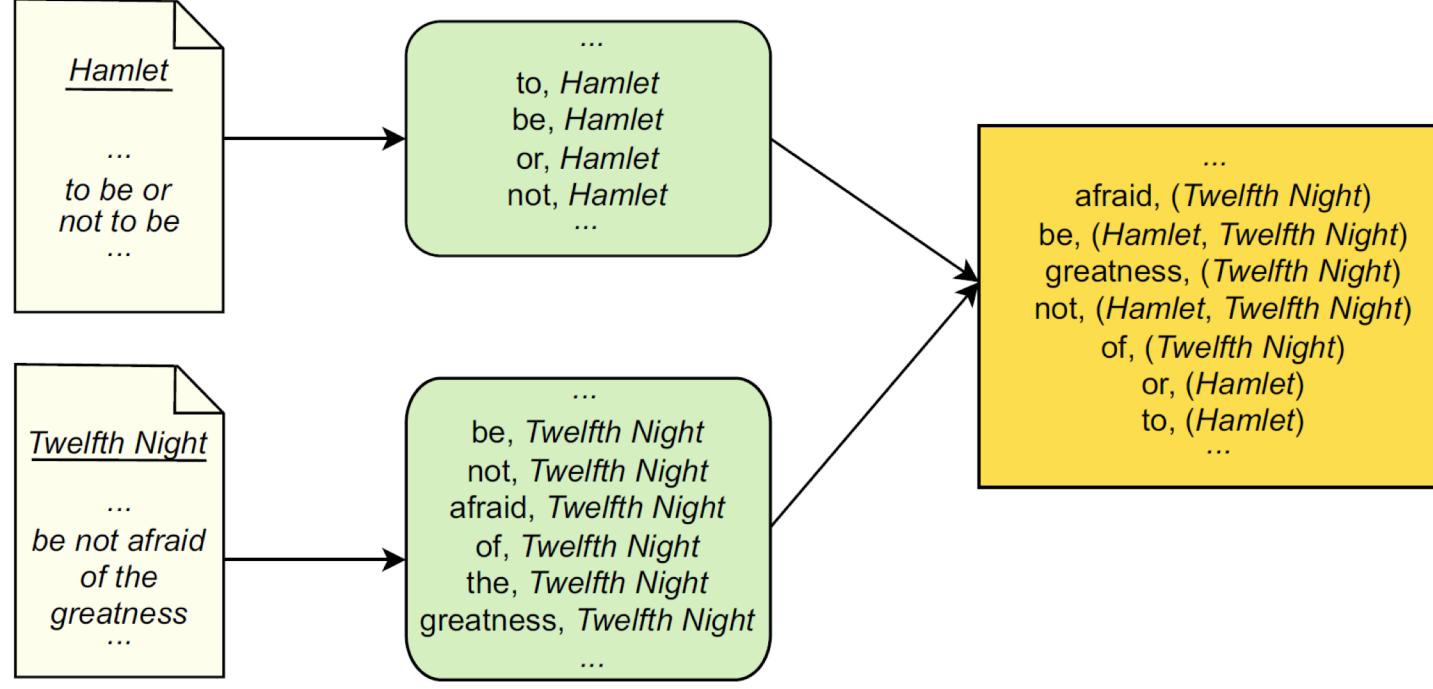 Hamlet
...
to be or
not to be
...
...
to, Hamlet
be, Hamlet
or, Hamlet
not, Hamlet
...
Twelfth Night
...
be not afraid
of the
greatness
...
...
be, Twelfth Night
not, Twelfth Night
afraid, Twelfth Night
of, Twelfth Night
the, Twelfth Night
greatness, Twelfth Night
...
...
afraid, (Twelfth Night)
be, (Hamlet, Twelfth Night)
greatness, (Twelfth Night)
not, (Hamlet, Twelfth Night)
of, (Twelfth Night)
or, (Hamlet)
to, (Hamlet)
...